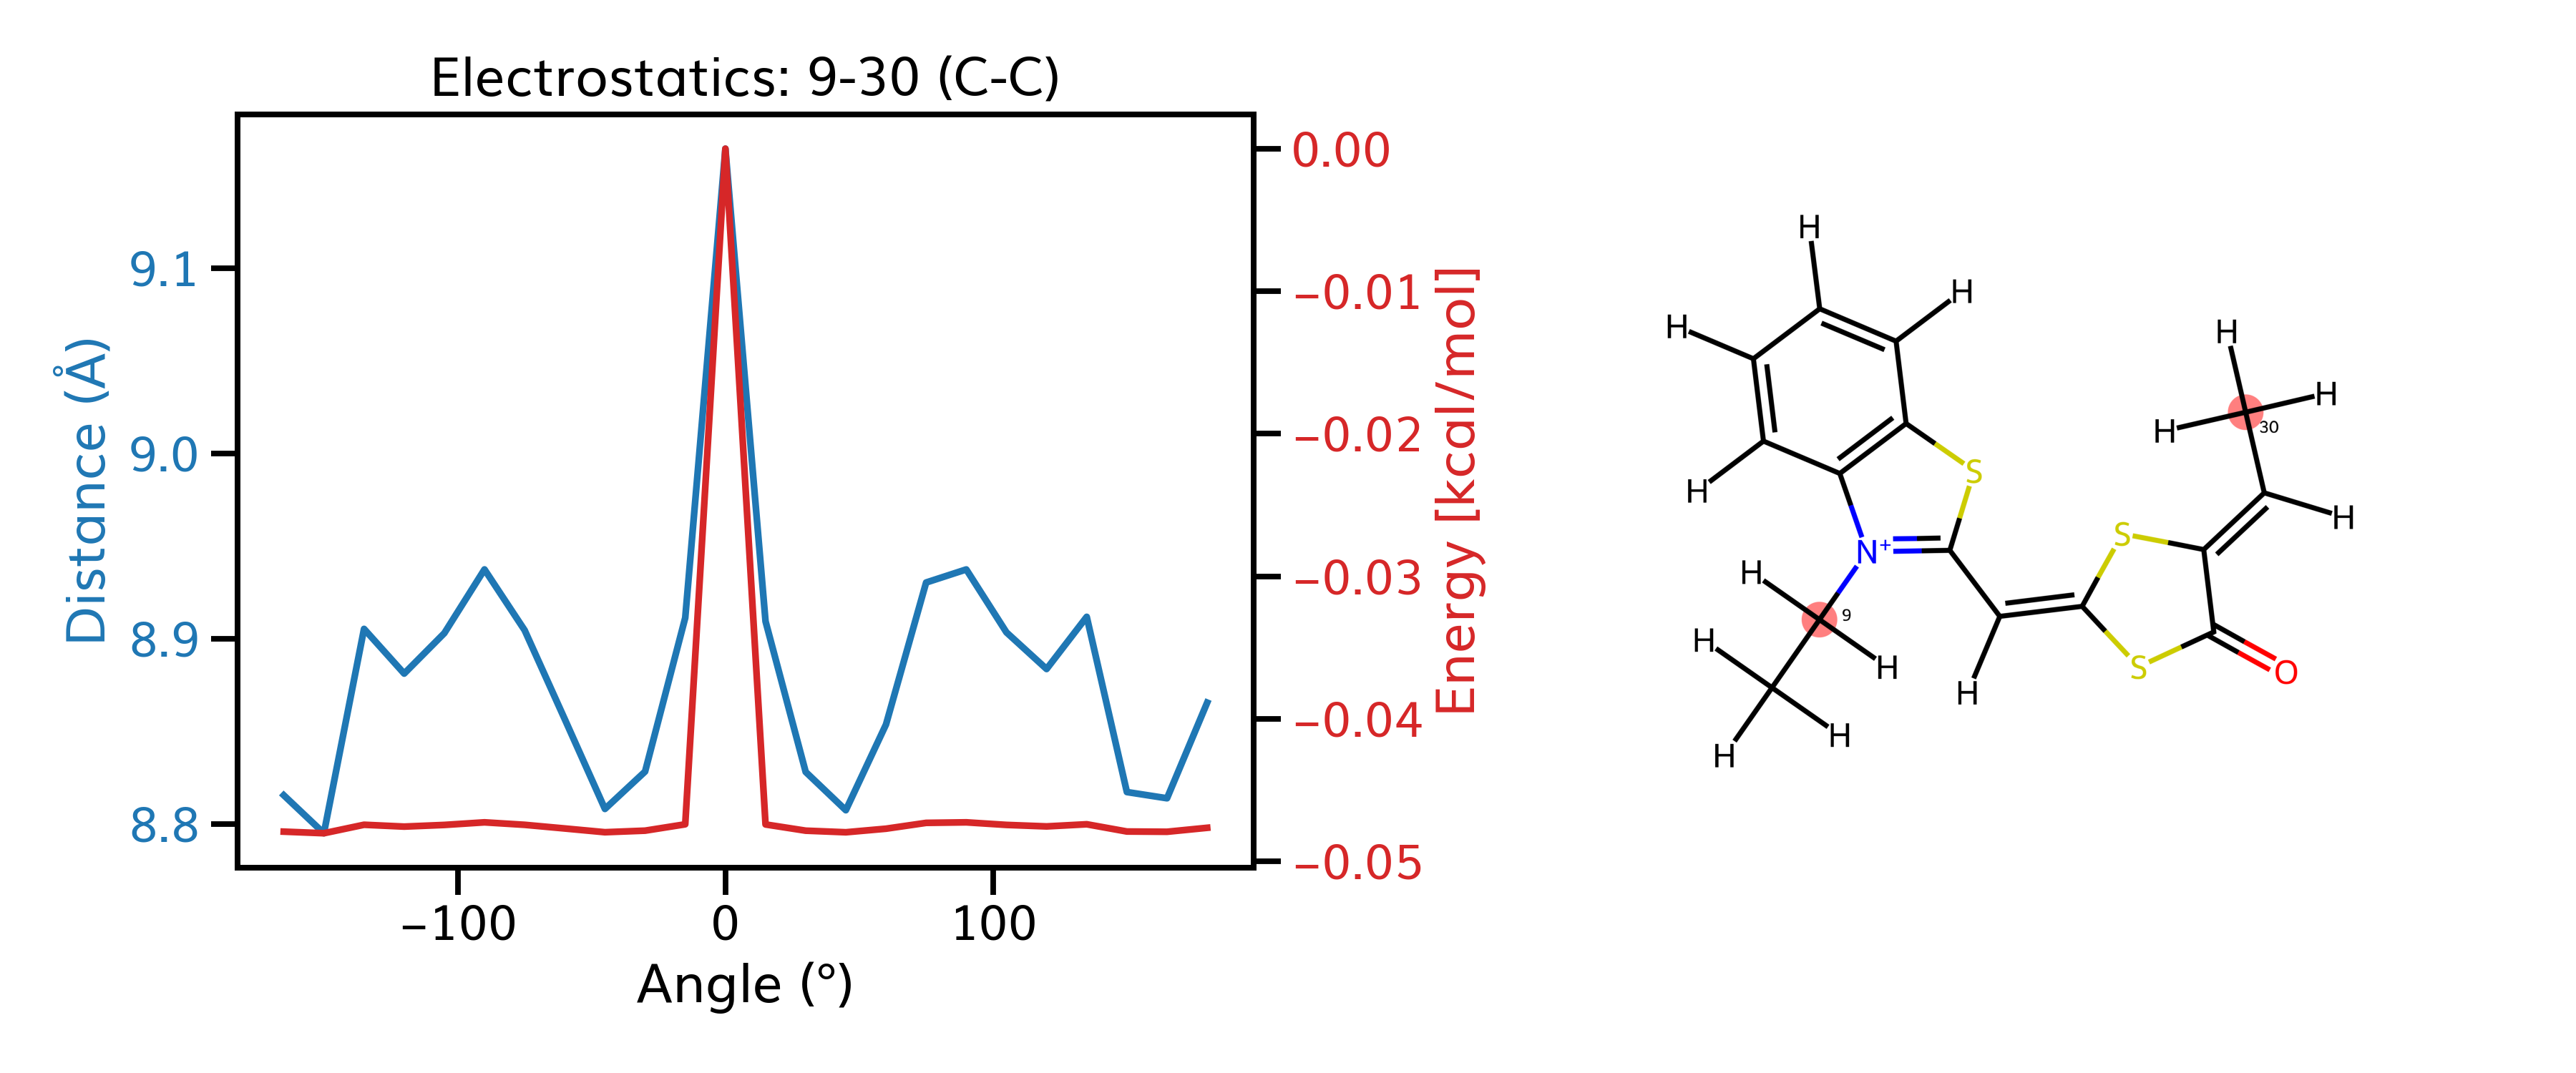 Electrostatics: 9-30 (C-C)
Distance (Å)
9.1
9.0
8.9
8.8
0.00
−0.01
−0.02
−0.03
−0.04
−0.05
Energy [kcal/mol]
−100 0 100
Angle (°)
H
H
H
H
H
H
H
30
S
H
H
S
N+
H
9
H
H
S
S
O
H
H
H